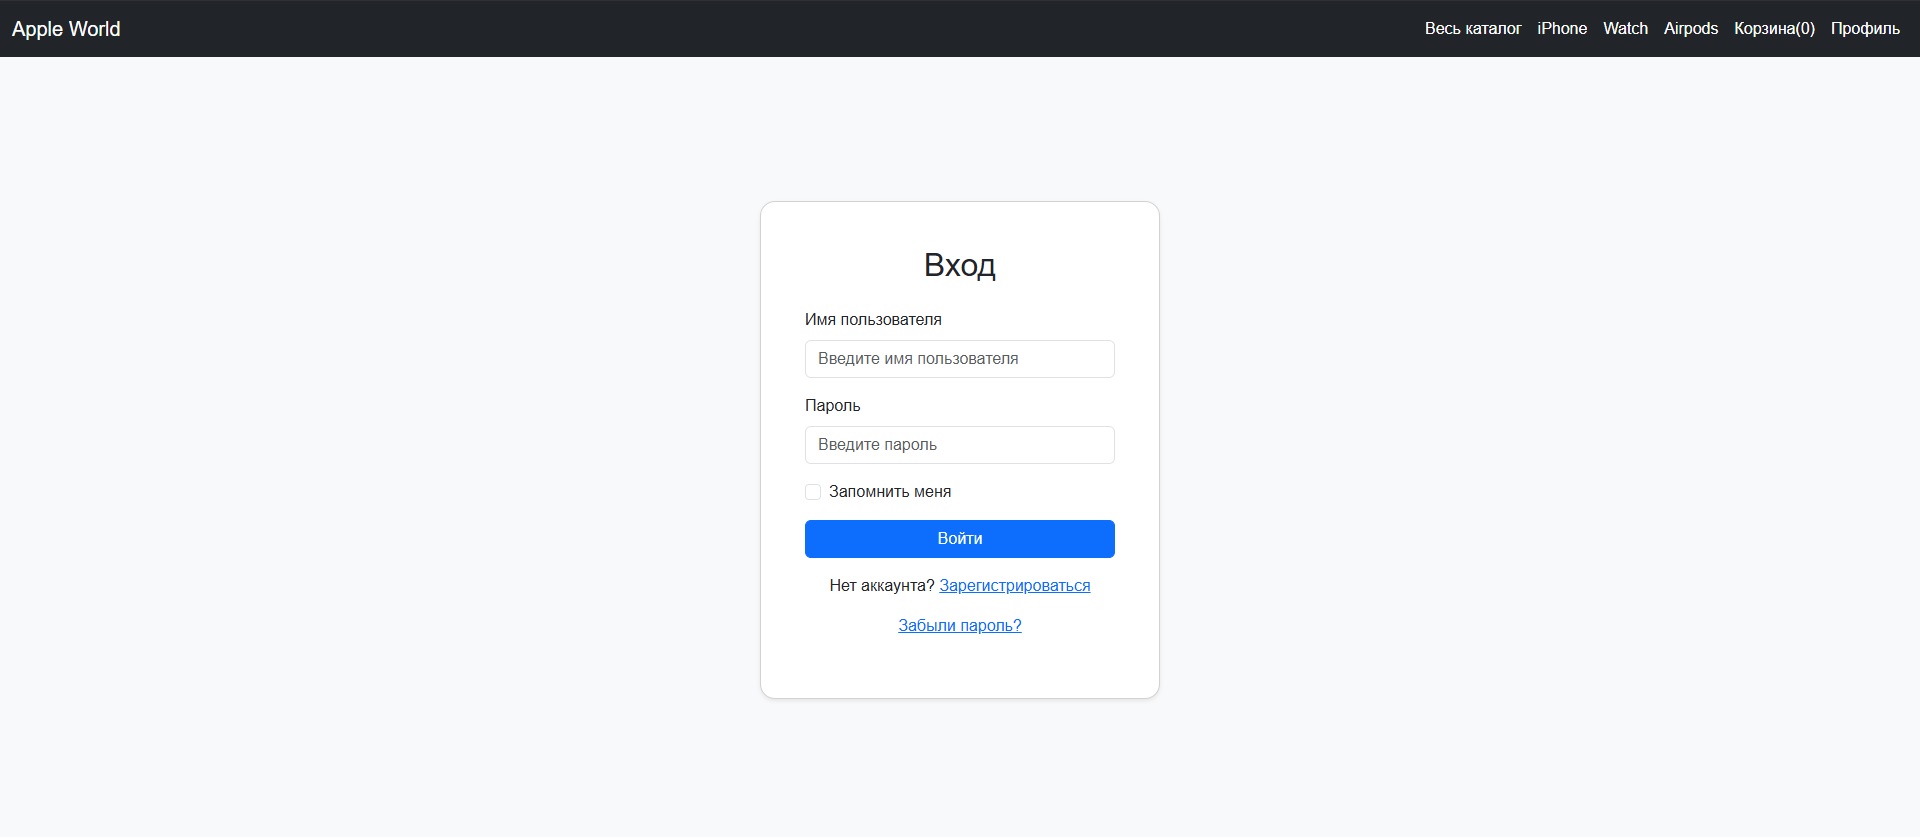 Apple World Весь каталог iPhone Watch Airpods Корзина(0) Профиль
Вход
Имя пользователя
Введите имя пользователя
Пароль
Введите пароль
Запомнить меня
Войти
Нет аккаунта? Зарегистрироваться
Забыли пароль?